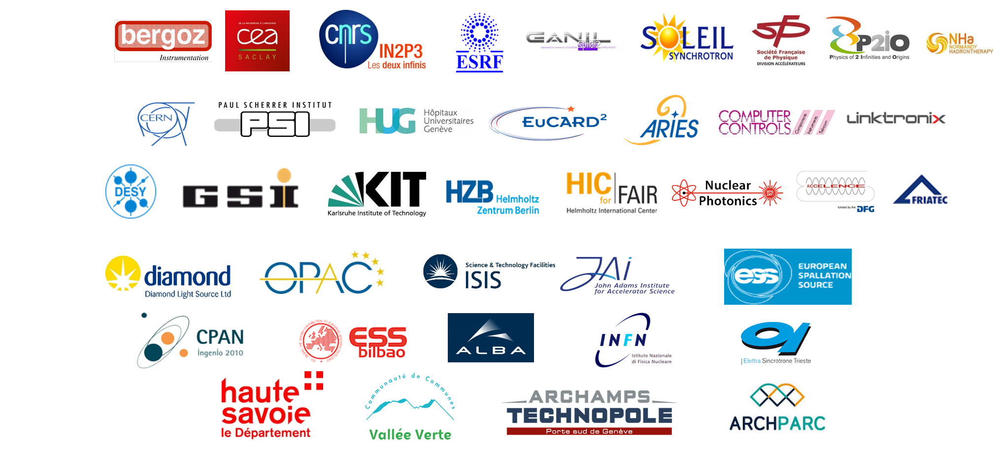 bergoz
Instrumentation
DE LA RECHERCHE À L'INDUSTRIE
cea
SACLAY
cnrs
IN2P3
Les deux infinis
ESRF
GANIL
laboratoire commun CEA/DSM
spiral2
CNRS/IN2P3
SOLEIL
SYNCHROTRON
sfp
Société Française
de Physique
DIVISION ACCÉLÉRATEURS
P2IO
Physics of 2 Infinities and Origins
NHa
NORMANDY
HADRONTHERAPY
CERN
PAUL SCHERRER INSTITUT
PSI
HUG
Hôpitaux
Universitaires
Genève
EuCARD²
ARIES
COMPUTER
CONTROLS
Components
Instruments
Telecom
Linktronix
DESY
GSI
KIT
Karlsruhe Institute of Technology
HZB Helmholtz
Zentrum Berlin
HIC
for
FAIR
Helmholtz International Center
Nuclear
Photonics
ACCELENCE
funded by the DFG
FRIATEC
diamond
Diamond Light Source Ltd
OPAC
Science & Technology Facilities
ISIS
JAi
John Adams Institute
for Accelerator Science
ess
EUROPEAN
SPALLATION
SOURCE
CPAN
ingenio 2010
ESS
bilbao
ALBA
INFN
Istituto Nazionale
di Fisica Nucleare
Elettra Sincrotrone Trieste
haute
savoie
le Département
Communauté de Communes
Vallée Verte
ARCHAMPS
TECHNOPOLE
Porte sud de Genève
ARCHPARC